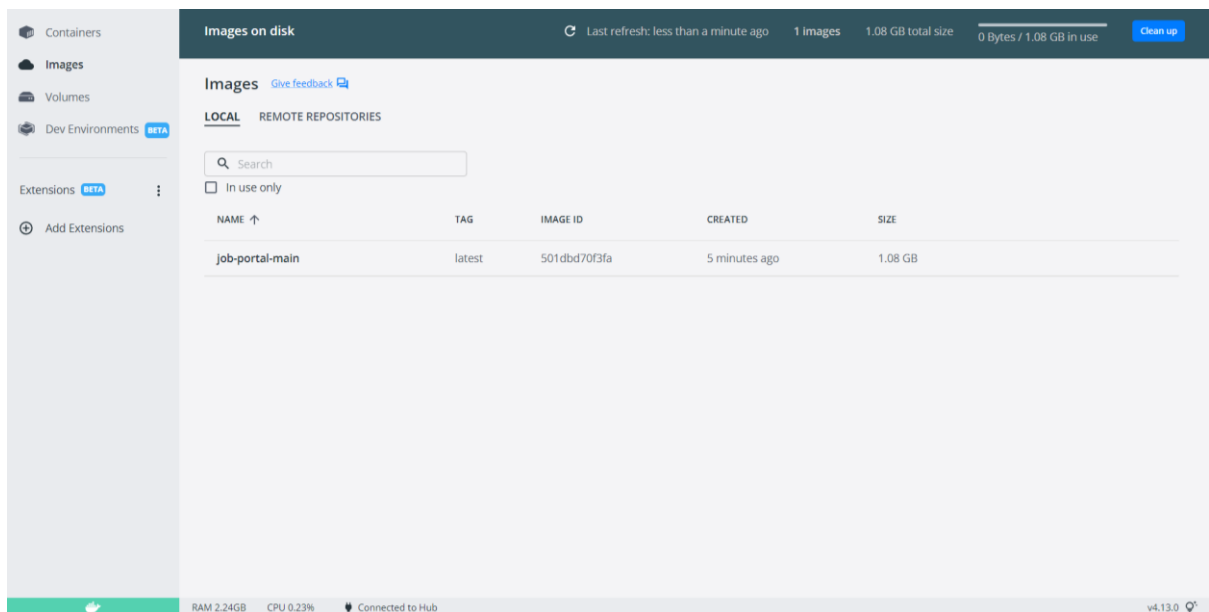 Containers
Images
Volumes
Dev Environments BETA
Extensions BETA
Add Extensions
Images on disk
Last refresh: less than a minute ago 1 images 1.08 GB total size 0 Bytes / 1.08 GB in use Clean up
Images Give feedback
LOCAL REMOTE REPOSITORIES
Search
In use only
NAME TAG IMAGE ID CREATED SIZE
job-portal-main latest 501dbd70f3fa 5 minutes ago 1.08 GB
RAM 2.24GB CPU 0.23% Connected to Hub v4.13.0